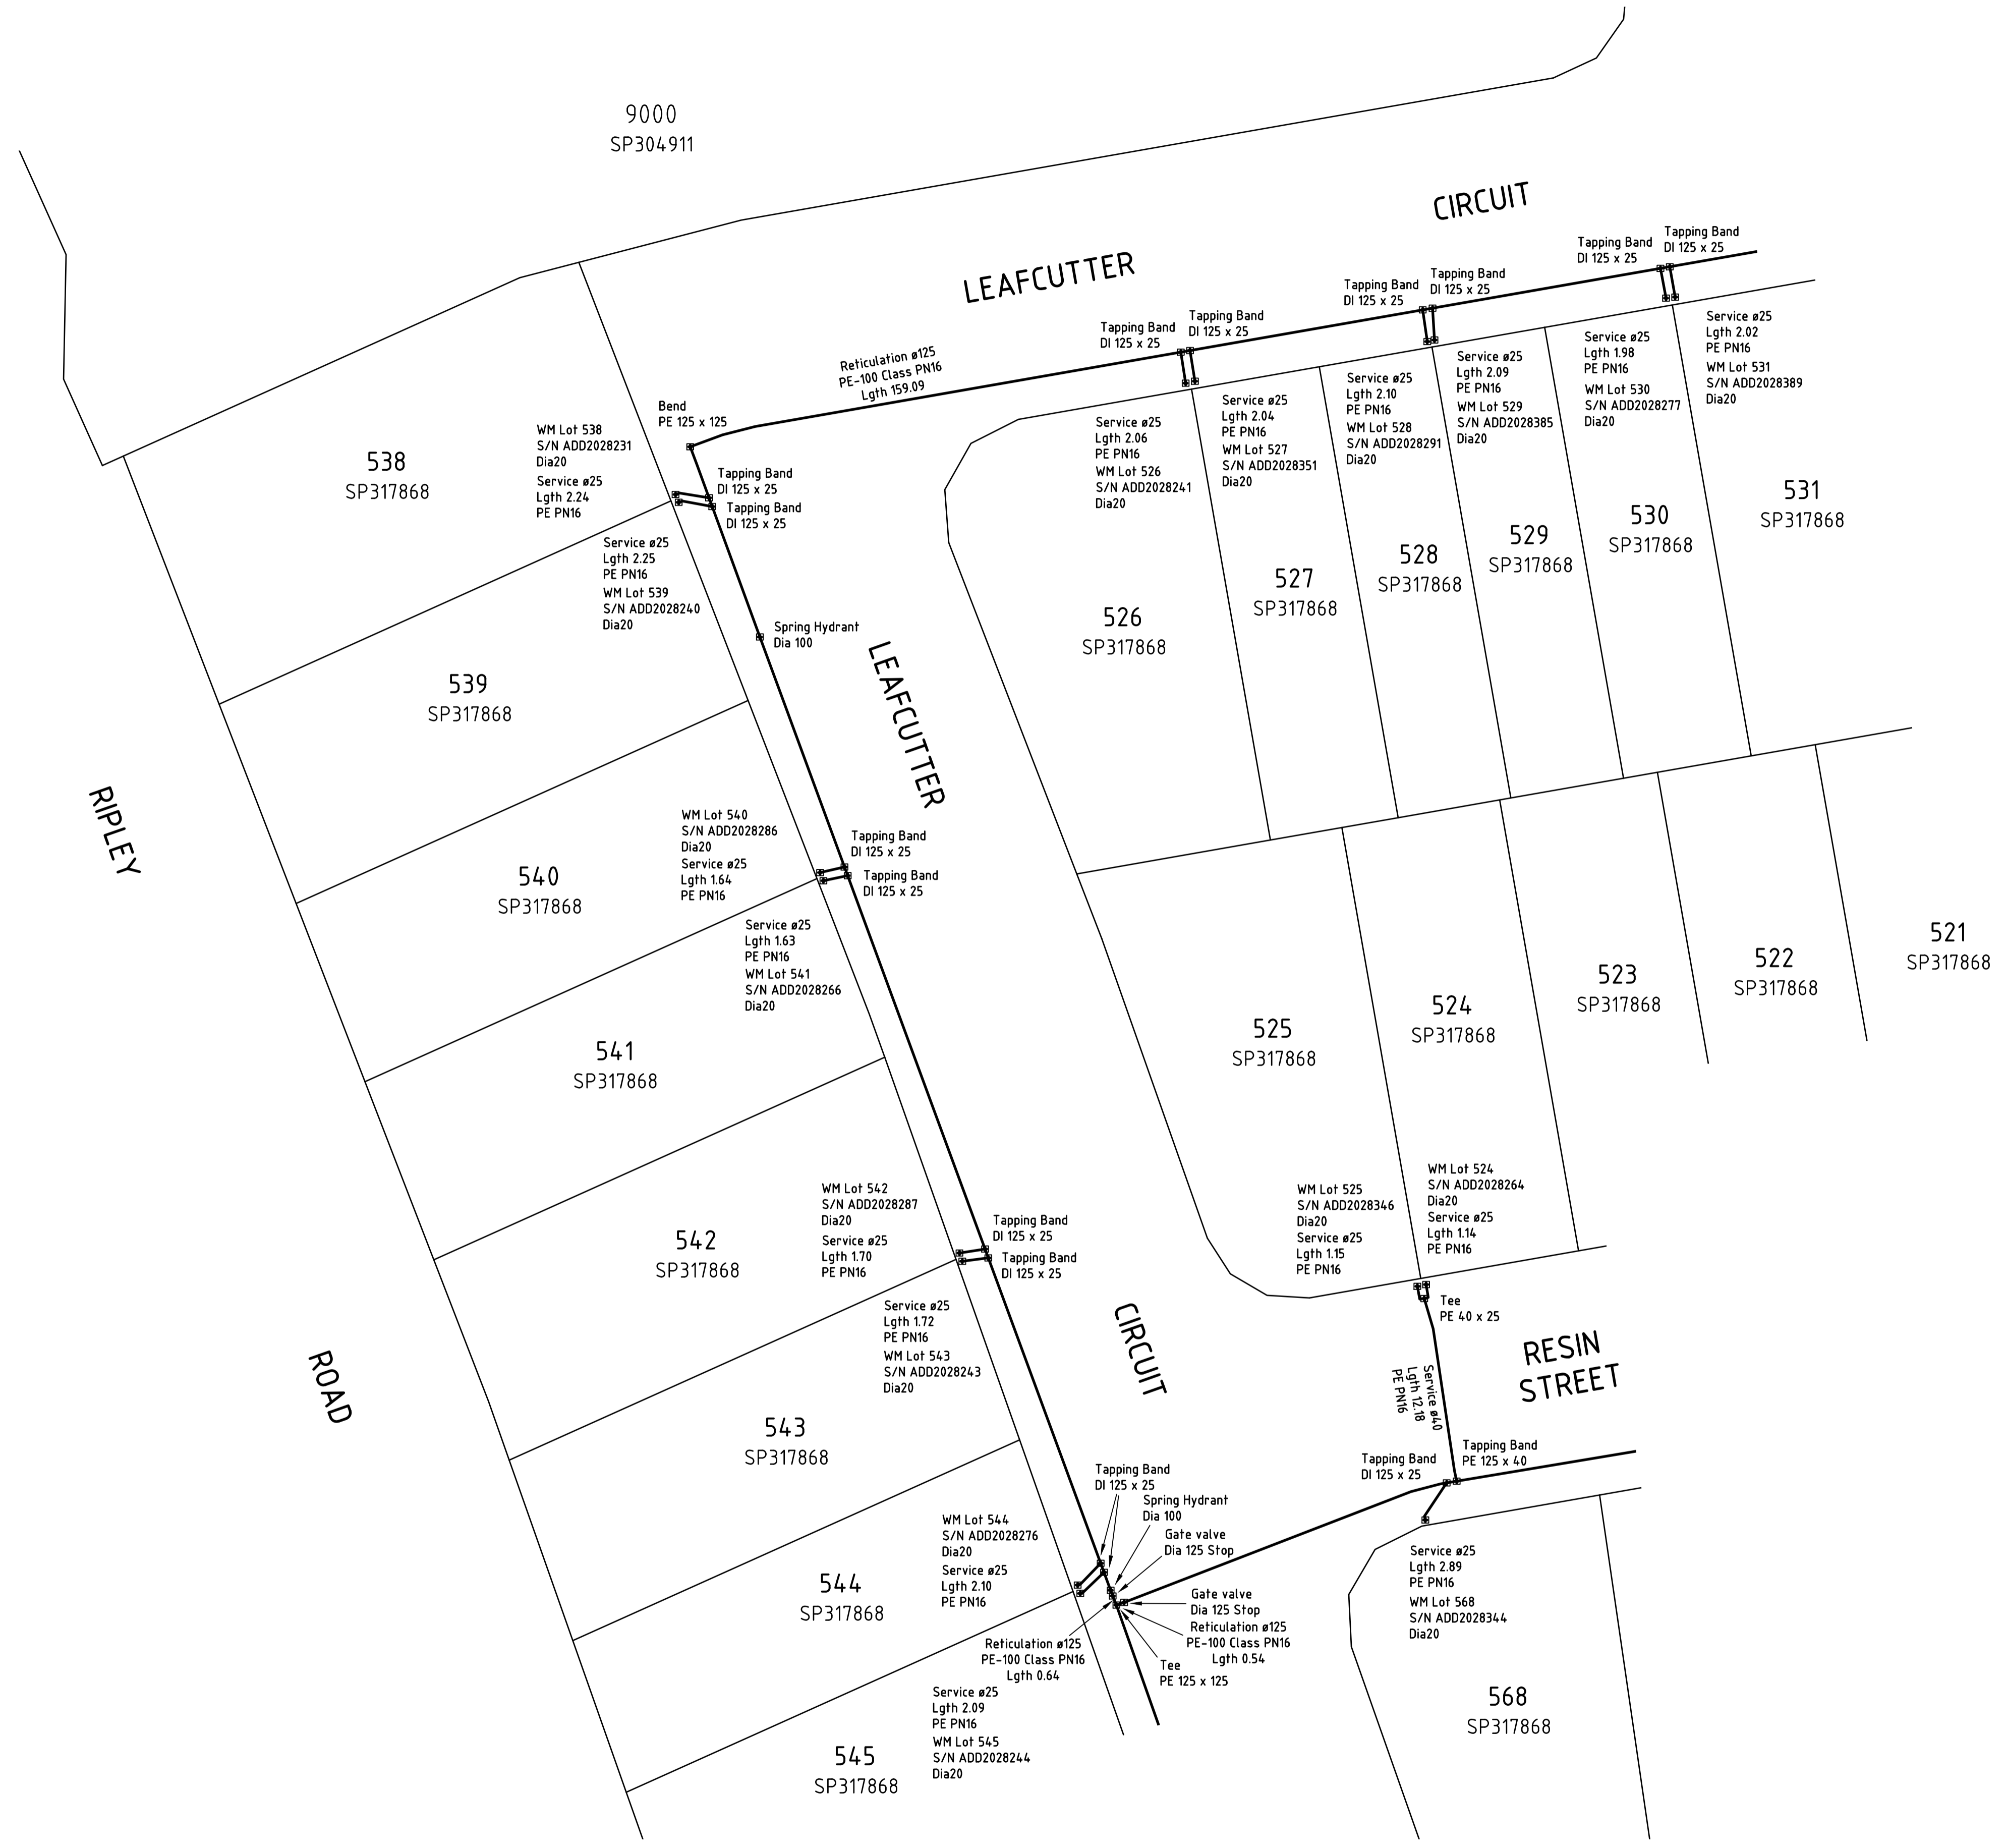 9000
SP304911
CIRCUIT
LEAFCUTTER
Tapping Band
DI 125 x 25
Tapping Band
DI 125 x 25
Tapping Band
DI 125 x 25
Tapping Band
DI 125 x 25
Tapping Band
DI 125 x 25
Tapping Band
DI 125 x 25
Reticulation ø125
PE-100 Class PN16
Lgth 159.09
Bend
PE 125 x 125
WM Lot 538
S/N ADD2028231
Dia20
Service ø25
Lgth 2.24
PE PN16
538
SP317868
Tapping Band
DI 125 x 25
Tapping Band
DI 125 x 25
Service ø25
Lgth 2.25
PE PN16
WM Lot 539
S/N ADD2028240
Dia20
Spring Hydrant
Dia 100
539
SP317868
Service ø25
Lgth 2.06
PE PN16
WM Lot 526
S/N ADD2028241
Dia20
Service ø25
Lgth 2.04
PE PN16
WM Lot 527
S/N ADD2028351
Dia20
Service ø25
Lgth 2.10
PE PN16
WM Lot 528
S/N ADD2028291
Dia20
Service ø25
Lgth 2.09
PE PN16
WM Lot 529
S/N ADD2028385
Dia20
Service ø25
Lgth 1.98
PE PN16
WM Lot 530
S/N ADD2028277
Dia20
Service ø25
Lgth 2.02
PE PN16
WM Lot 531
S/N ADD2028389
Dia20
526
SP317868
527
SP317868
528
SP317868
529
SP317868
530
SP317868
531
SP317868
LEAFCUTTER
RIPLEY
WM Lot 540
S/N ADD2028286
Dia20
Service ø25
Lgth 1.64
PE PN16
540
SP317868
Tapping Band
DI 125 x 25
Tapping Band
DI 125 x 25
Service ø25
Lgth 1.63
PE PN16
WM Lot 541
S/N ADD2028266
Dia20
541
SP317868
525
SP317868
524
SP317868
523
SP317868
522
SP317868
521
SP317868
WM Lot 542
S/N ADD2028287
Dia20
Service ø25
Lgth 1.70
PE PN16
542
SP317868
Tapping Band
DI 125 x 25
Tapping Band
DI 125 x 25
Service ø25
Lgth 1.72
PE PN16
WM Lot 543
S/N ADD2028243
Dia20
543
SP317868
WM Lot 525
S/N ADD2028346
Dia20
Service ø25
Lgth 1.15
PE PN16
WM Lot 524
S/N ADD2028264
Dia20
Service ø25
Lgth 1.14
PE PN16
Tee
PE 40 x 25
CIRCUIT
RESIN
STREET
ROAD
Service ø40
Lgth 12.18
PE PN16
Tapping Band
DI 125 x 25
Tapping Band
PE 125 x 40
Tapping Band
DI 125 x 25
Spring Hydrant
Dia 100
Gate valve
Dia 125 Stop
WM Lot 544
S/N ADD2028276
Dia20
Service ø25
Lgth 2.10
PE PN16
544
SP317868
Gate valve
Dia 125 Stop
Reticulation ø125
PE-100 Class PN16
Lgth 0.54
Reticulation ø125
PE-100 Class PN16
Lgth 0.64
Tee
PE 125 x 125
Service ø25
Lgth 2.09
PE PN16
WM Lot 545
S/N ADD2028244
Dia20
545
SP317868
Service ø25
Lgth 2.89
PE PN16
WM Lot 568
S/N ADD2028344
Dia20
568
SP317868